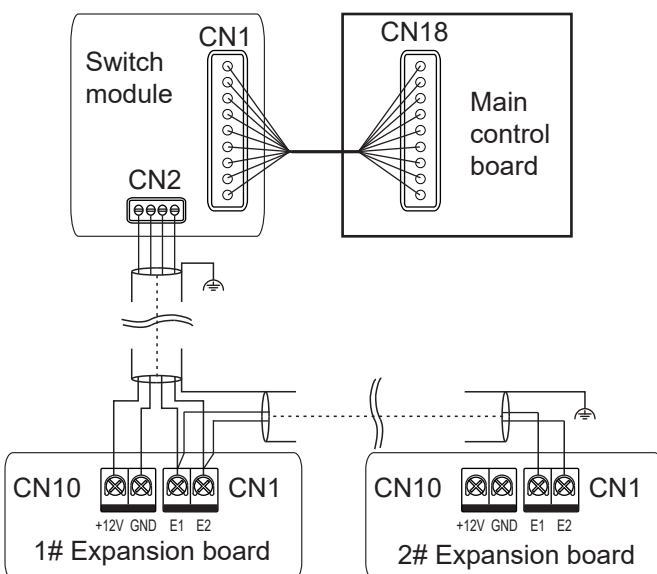 CN1
CN18
Switch
module
Main
control
board
CN2
CN10
CN1
+12V GND E1 E2
1# Expansion board
CN10
CN1
+12V GND E1 E2
2# Expansion board